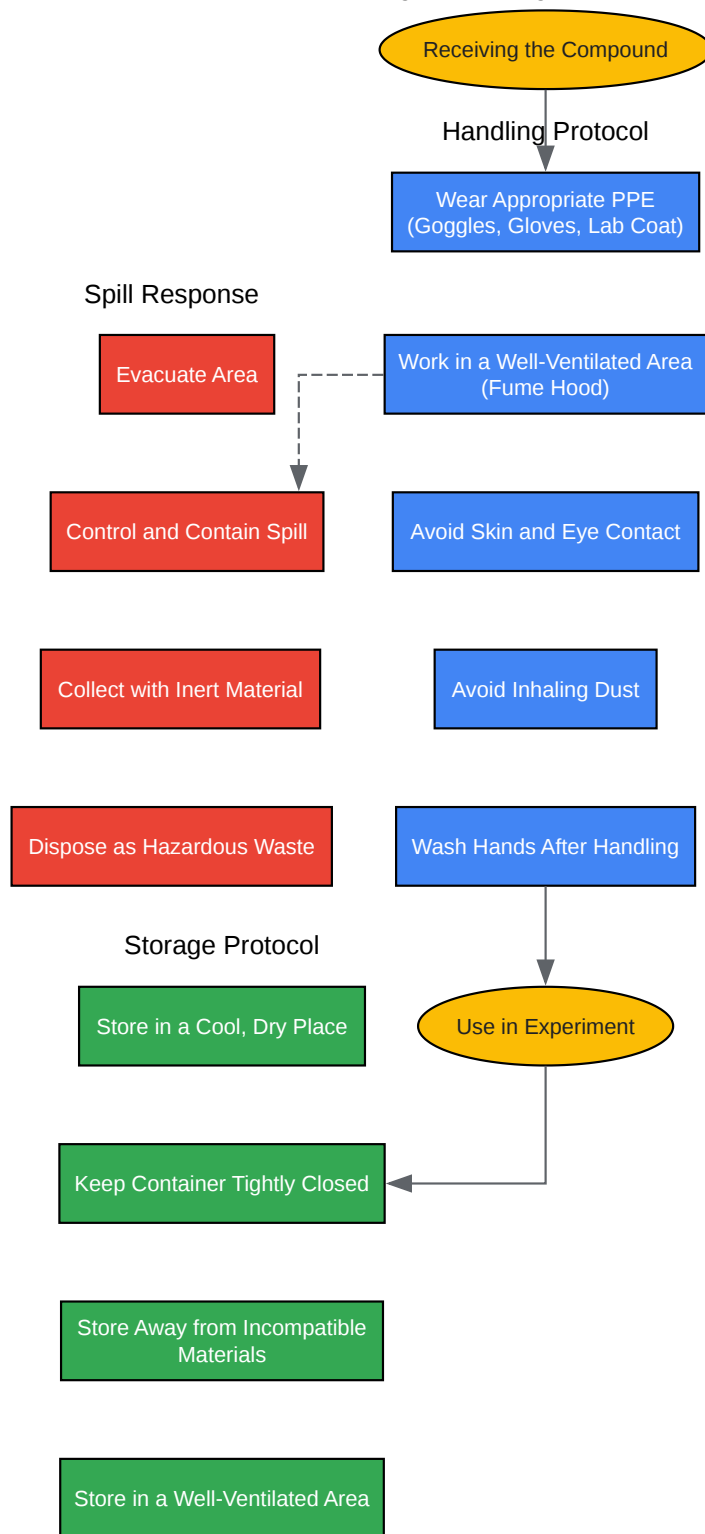 Receiving the Compound
Handling Protocol
Wear Appropriate PPE
(Goggles, Gloves, Lab Coat)
Spill Response
Evacuate Area
Work in a Well-Ventilated Area
(Fume Hood)
Control and Contain Spill
Avoid Skin and Eye Contact
Collect with Inert Material
Avoid Inhaling Dust
Dispose as Hazardous Waste
Wash Hands After Handling
Storage Protocol
Store in a Cool, Dry Place
Use in Experiment
Keep Container Tightly Closed
Store Away from Incompatible
Materials
Store in a Well-Ventilated Area